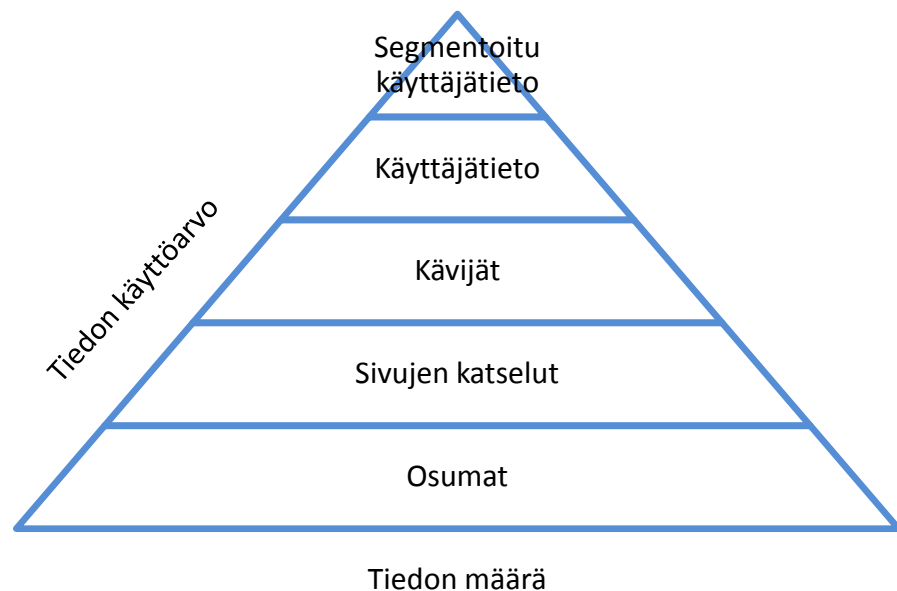 Segmentoitu
käyttäjätieto
Käyttäjätieto
Tiedon käyttöarvo
Kävijät
Sivujen katselut
Osumat
Tiedon määrä